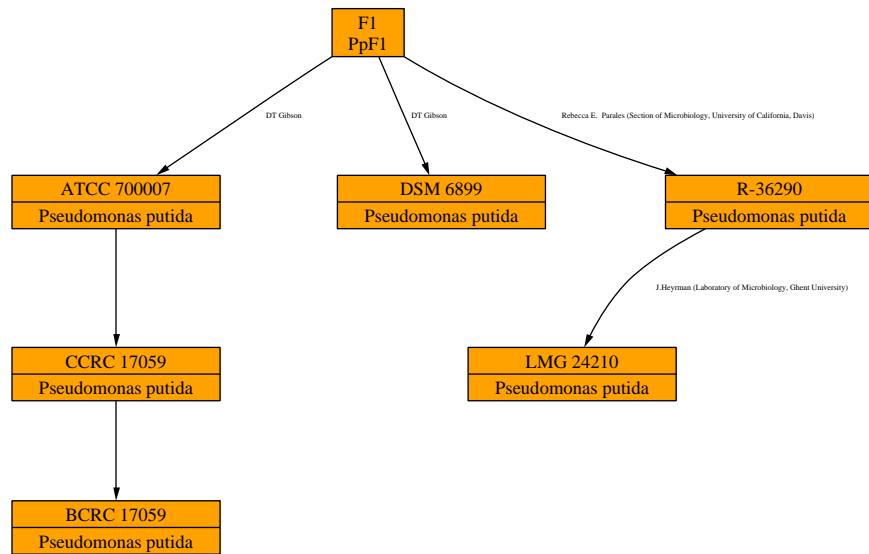 F1
PpF1
DT Gibson
DT Gibson
Rebecca E. Parales (Section of Microbiology, University of California, Davis)
ATCC 700007
Pseudomonas putida
DSM 6899
Pseudomonas putida
R-36290
Pseudomonas putida
J.Heyrman (Laboratory of Microbiology, Ghent University)
CCRC 17059
Pseudomonas putida
LMG 24210
Pseudomonas putida
BCRC 17059
Pseudomonas putida